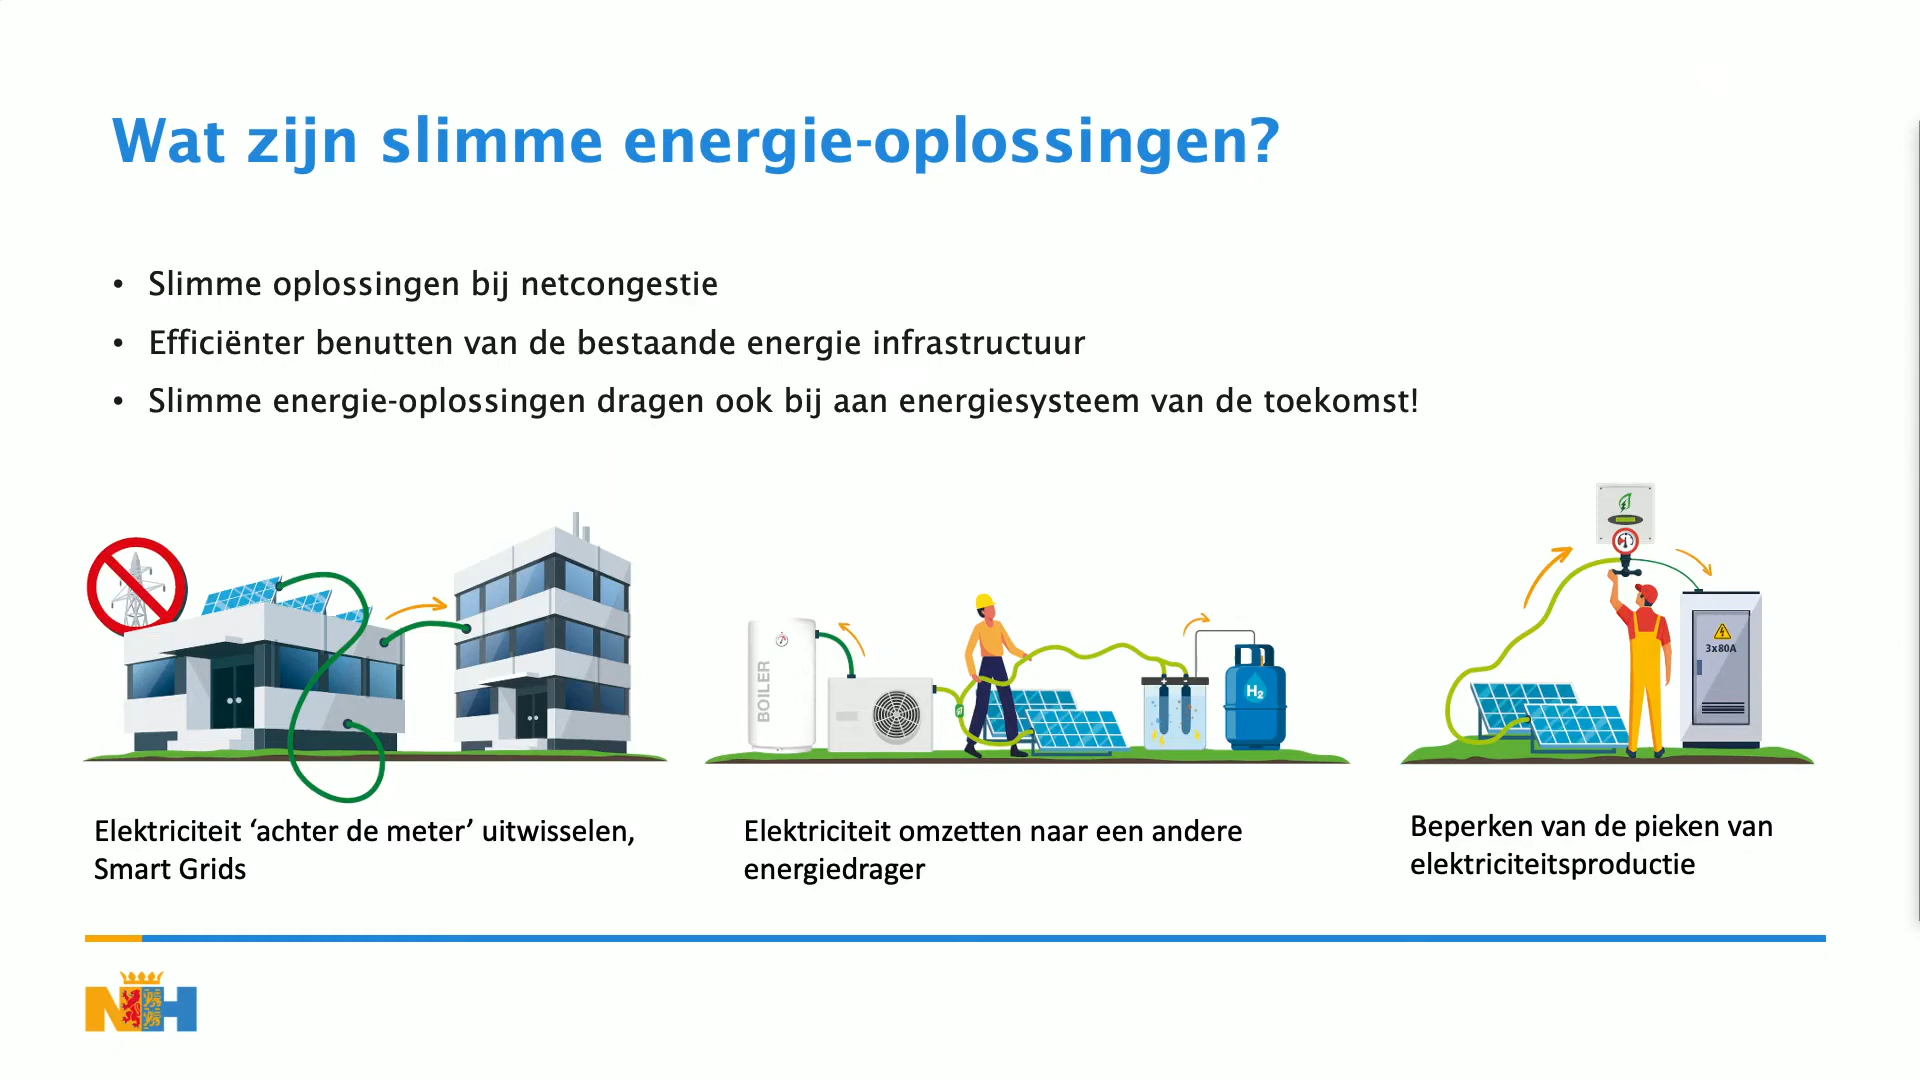 Wat zijn slimme energie-oplossingen?
• Slimme oplossingen bij netcongestie
• Efficiënter benutten van de bestaande energie infrastructuur
• Slimme energie-oplossingen dragen ook bij aan energiesysteem van de toekomst!
BOILER
H2
3x80A
Elektriciteit ‘achter de meter’ uitwisselen,
Smart Grids
Elektriciteit omzetten naar een andere
energiedrager
Beperken van de pieken van
elektriciteitsproductie
NH